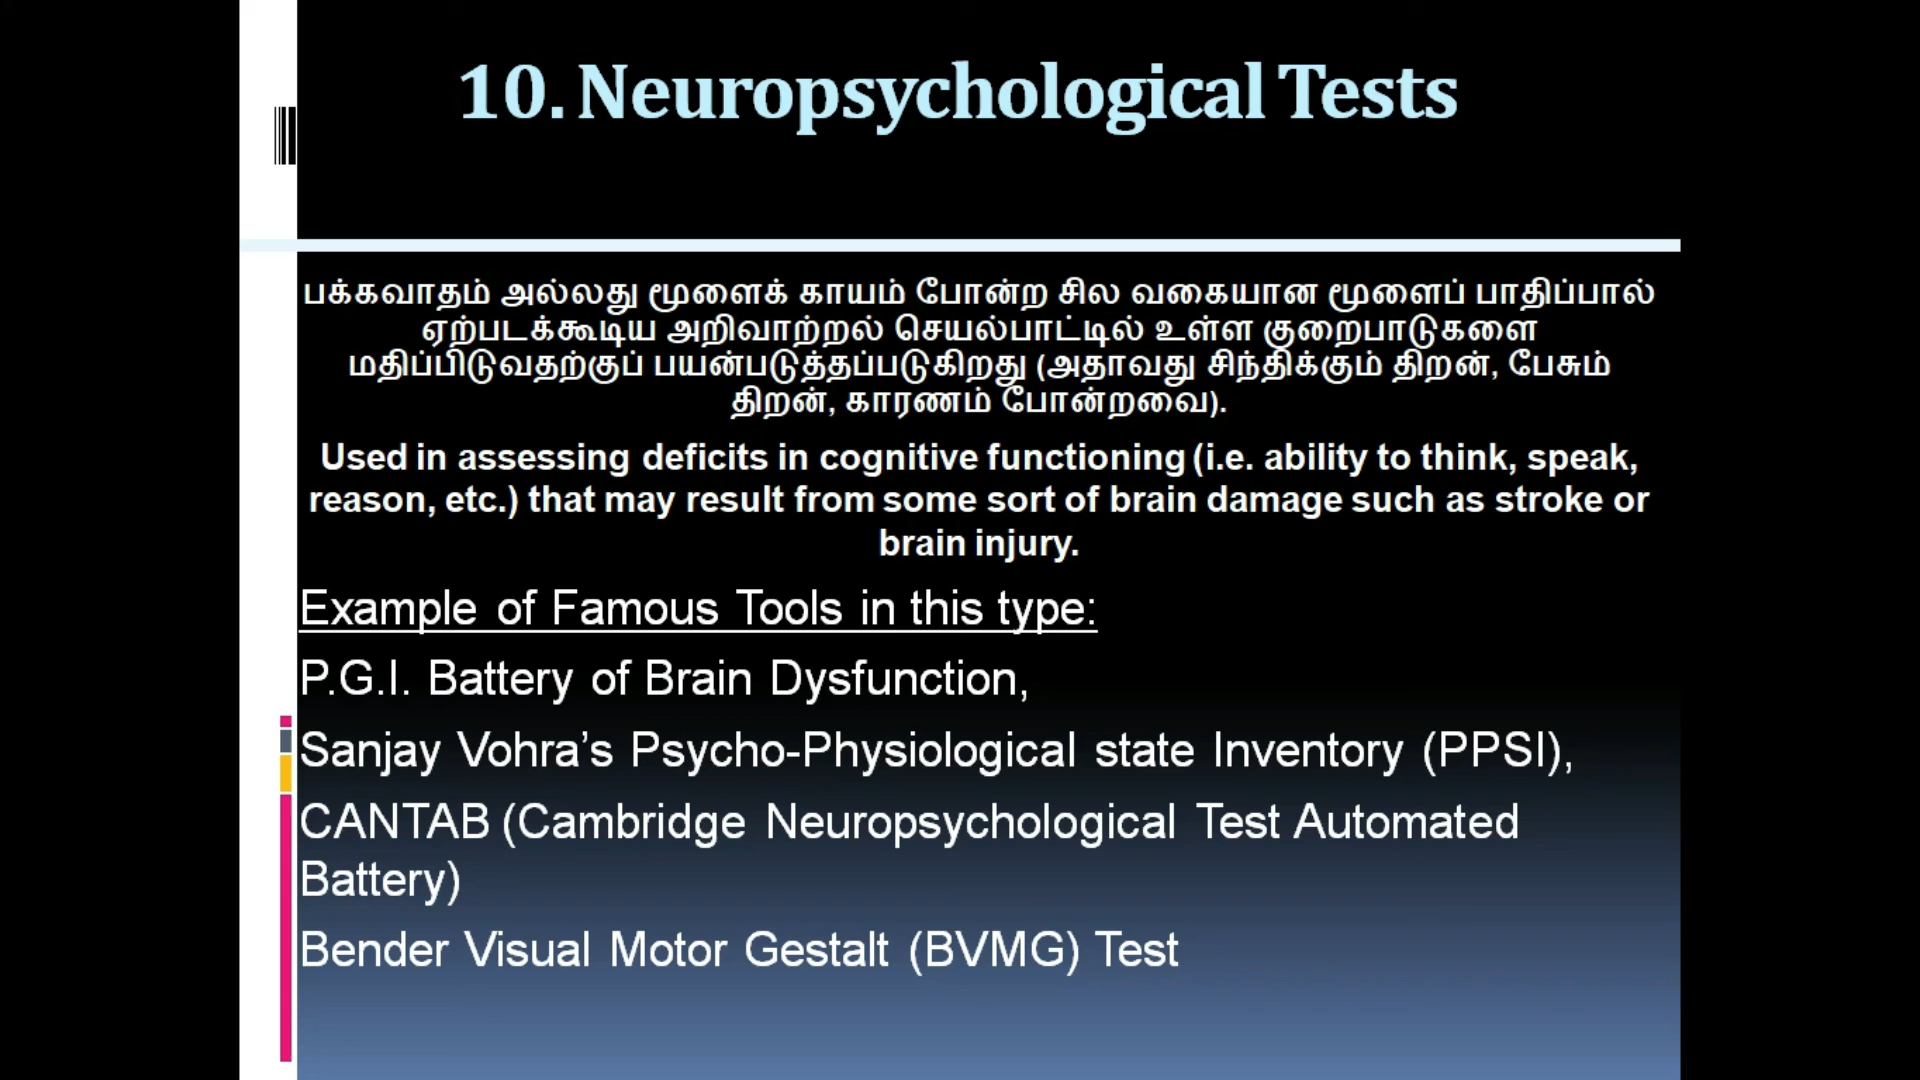 10. Neuropsychological Tests
பக்கவாதம் அல்லது மூளைக் காயம் போன்ற சில வகையான மூளைப் பாதிப்பால்
ஏற்படக்கூடிய அறிவாற்றல் செயல்பாட்டில் உள்ள குறைபாடுகளை
மதிப்பிடுவதற்குப் பயன்படுத்தப்படுகிறது (அதாவது சிந்திக்கும் திறன், பேசும்
திறன், காரணம் போன்றவை).
Used in assessing deficits in cognitive functioning (i.e. ability to think, speak,
reason, etc.) that may result from some sort of brain damage such as stroke or
brain injury.
Example of Famous Tools in this type:
P.G.I. Battery of Brain Dysfunction,
Sanjay Vohra’s Psycho-Physiological state Inventory (PPSI),
CANTAB (Cambridge Neuropsychological Test Automated
Battery)
Bender Visual Motor Gestalt (BVMG) Test